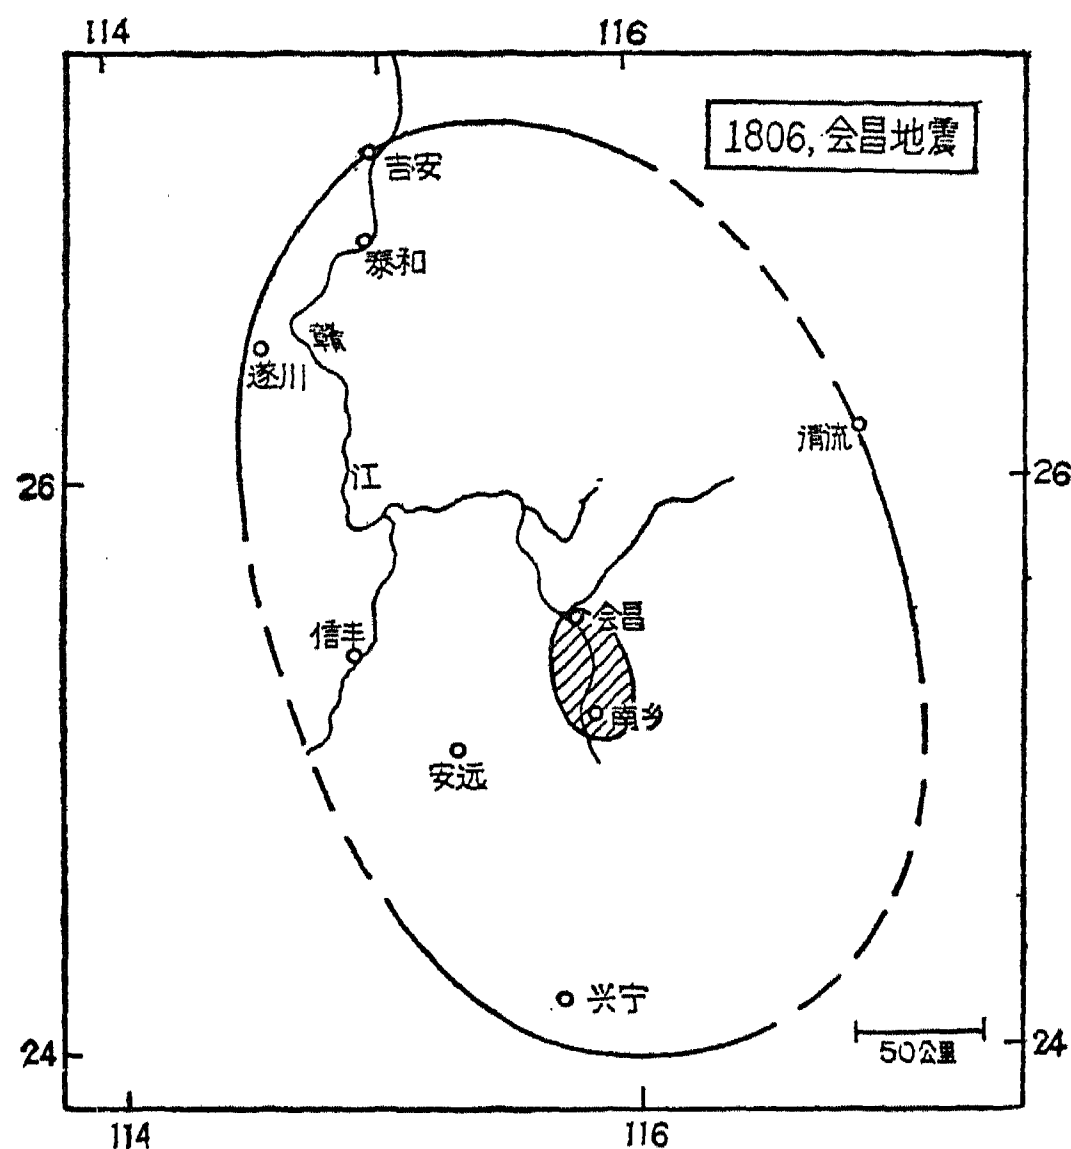 114 116
1806, 会昌地震
吉安
泰和
赣
遂川
清流
26 江 26
会昌
信丰
南乡
安远
兴宁
24 24
50公里
114 116